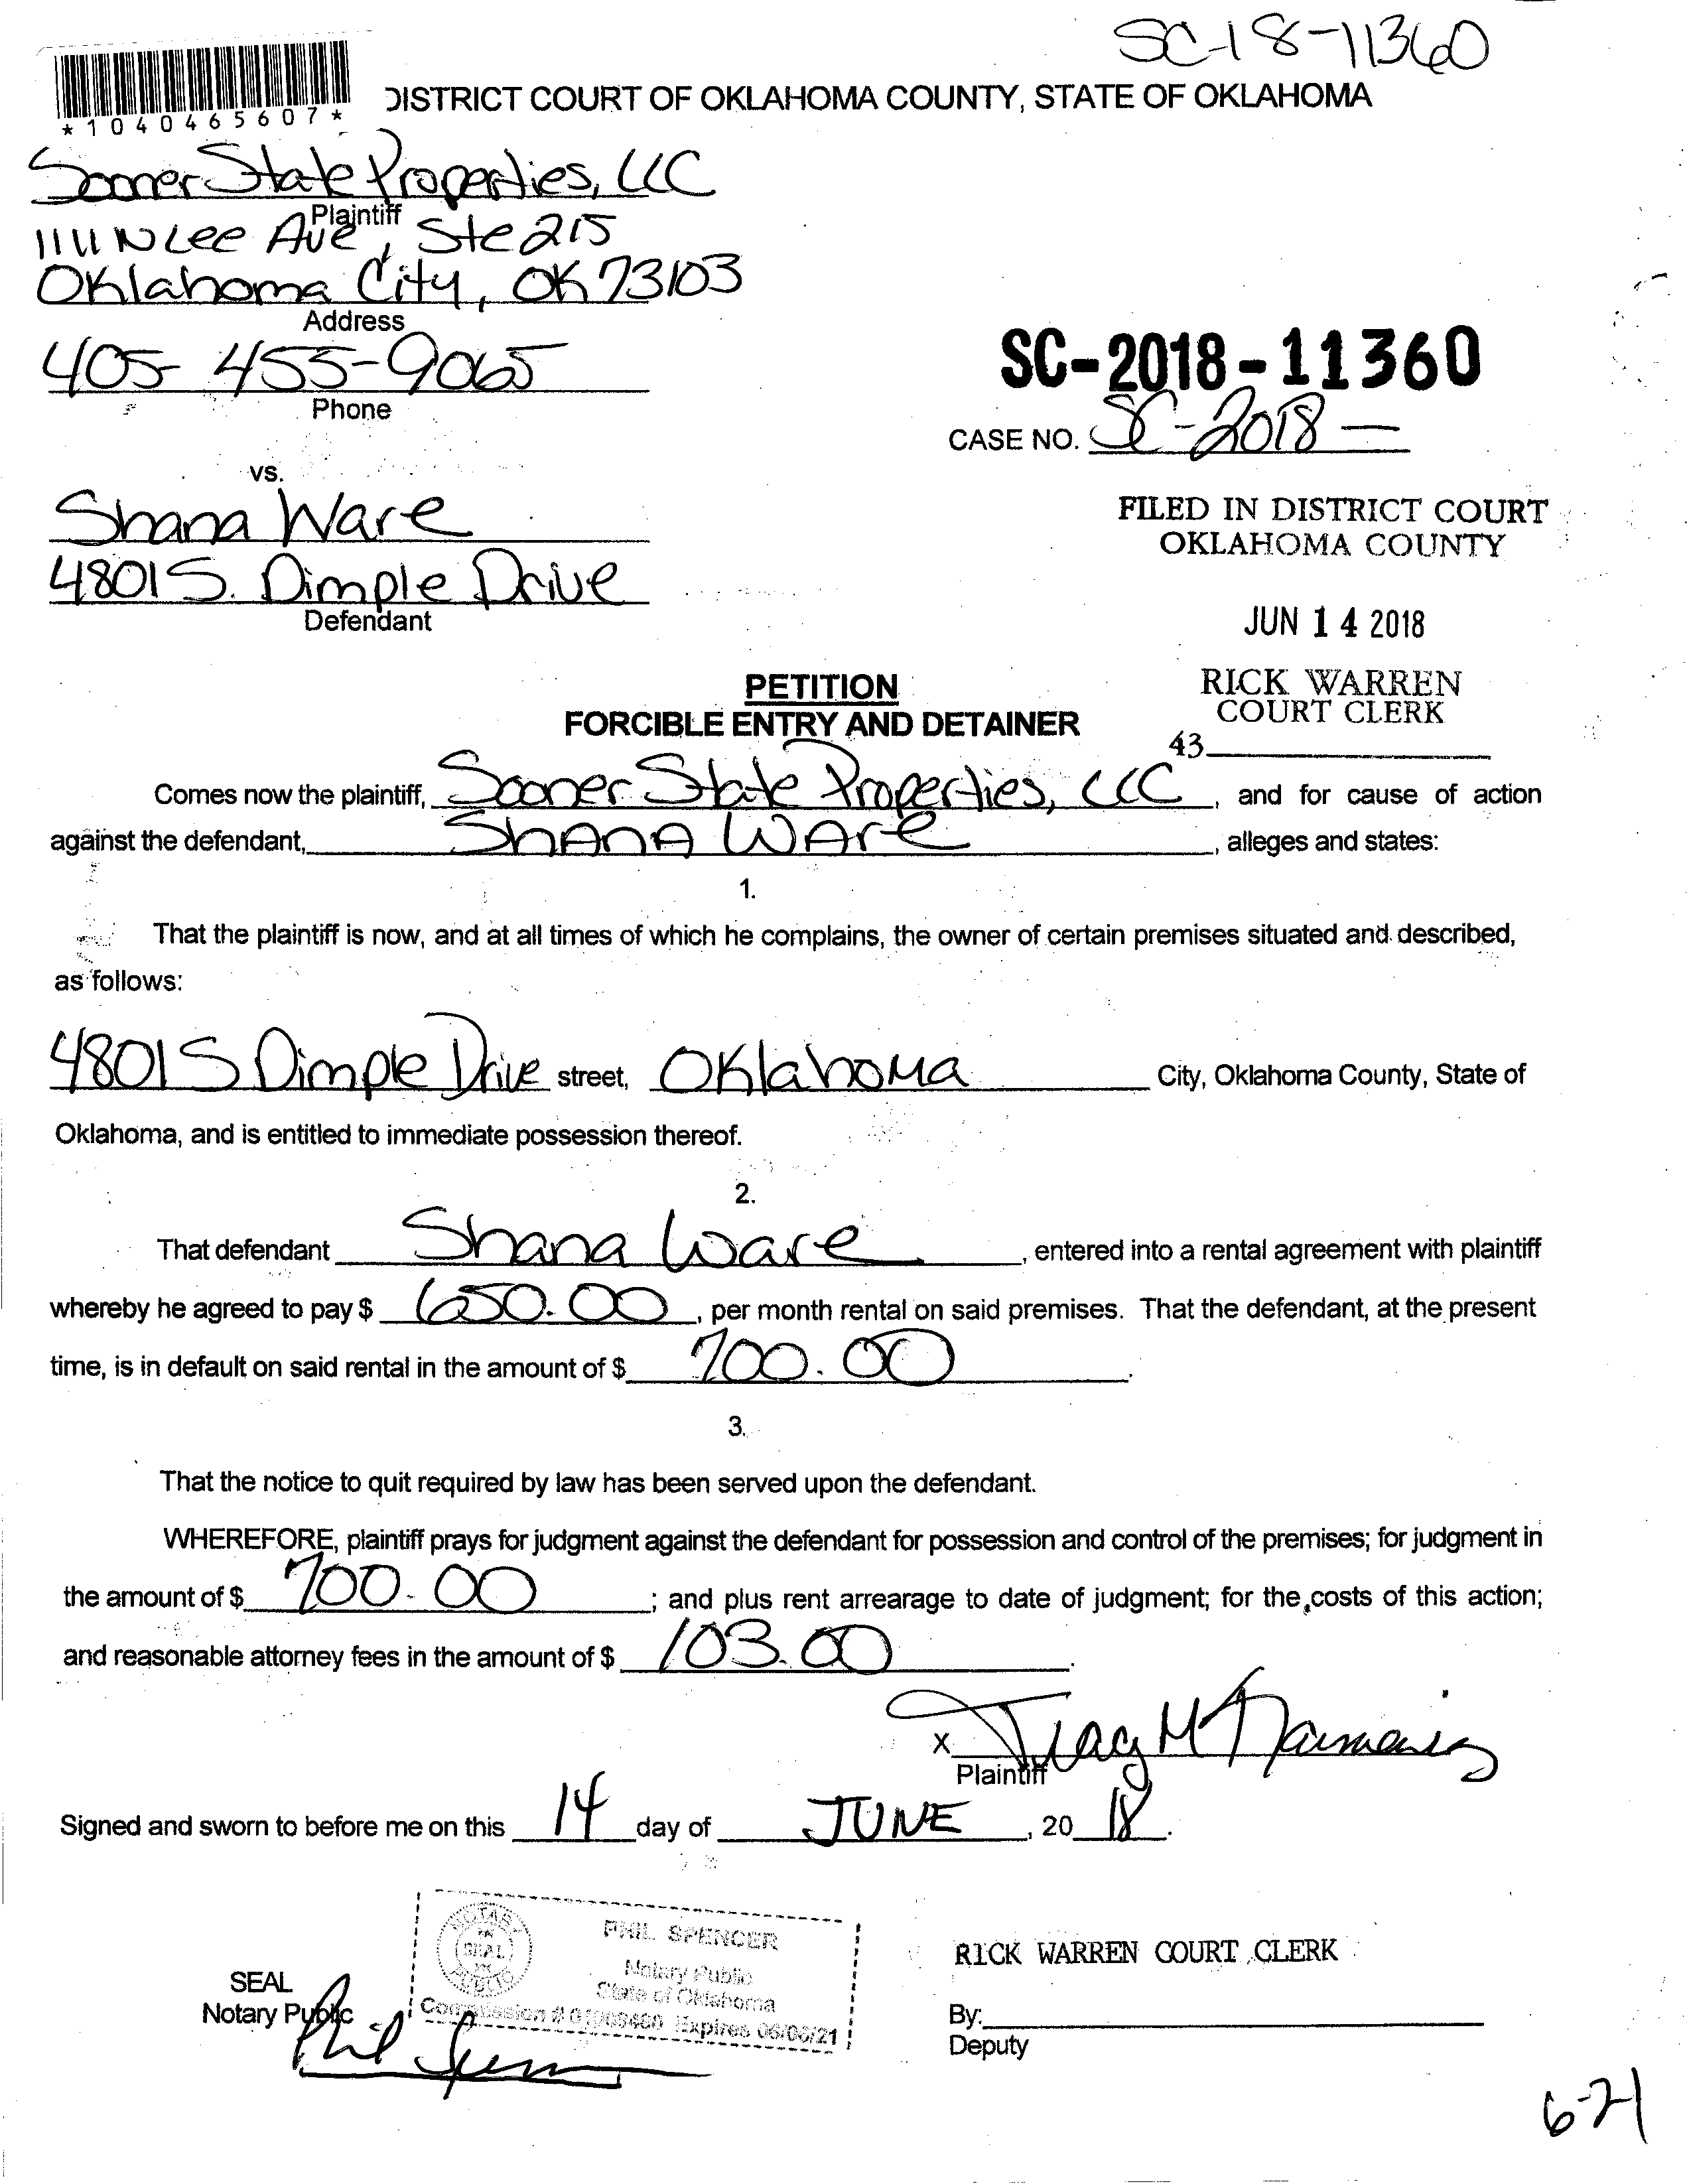 SC-18-11360
*1040465607*
DISTRICT COURT OF OKLAHOMA COUNTY, STATE OF OKLAHOMA
Sooner State Properties, LLC
Plaintiff
1111 N Lee Ave, Ste 215
Oklahoma City, OK 73103
Address
405-455-9065
Phone
SC-2018-11360
CASE NO. SC-2018-
vs.
Shana Ware
4801 S. Dimple Drive
Defendant
FILED IN DISTRICT COURT
OKLAHOMA COUNTY
JUN 14 2018
RICK WARREN
COURT CLERK
43
PETITION
FORCIBLE ENTRY AND DETAINER
Comes now the plaintiff, Sooner State Properties, LLC, and for cause of action
against the defendant, Shana Ware, alleges and states:
1.
That the plaintiff is now, and at all times of which he complains, the owner of certain premises situated and described,
as follows:
4801 S Dimple Drive street, Oklahoma City, Oklahoma County, State of
Oklahoma, and is entitled to immediate possession thereof.
2.
That defendant Shana Ware, entered into a rental agreement with plaintiff
whereby he agreed to pay $ 650.00, per month rental on said premises. That the defendant, at the present
time, is in default on said rental in the amount of $ 700.00.
3.
That the notice to quit required by law has been served upon the defendant.
WHEREFORE, plaintiff prays for judgment against the defendant for possession and control of the premises; for judgment in
the amount of $ 700.00; and plus rent arrearage to date of judgment; for the costs of this action;
and reasonable attorney fees in the amount of $ 103.00.
X Tracy M
Plaintiff
Signed and sworn to before me on this 14 day of JUNE, 2018.
NOTARY
SEAL
PUBLIC
PHIL SPENCER
Notary Public
State of Oklahoma
Commission # Expires 06/06/21
SEAL
Notary Public
Phil Spencer
RICK WARREN COURT CLERK
By:
Deputy
6-21